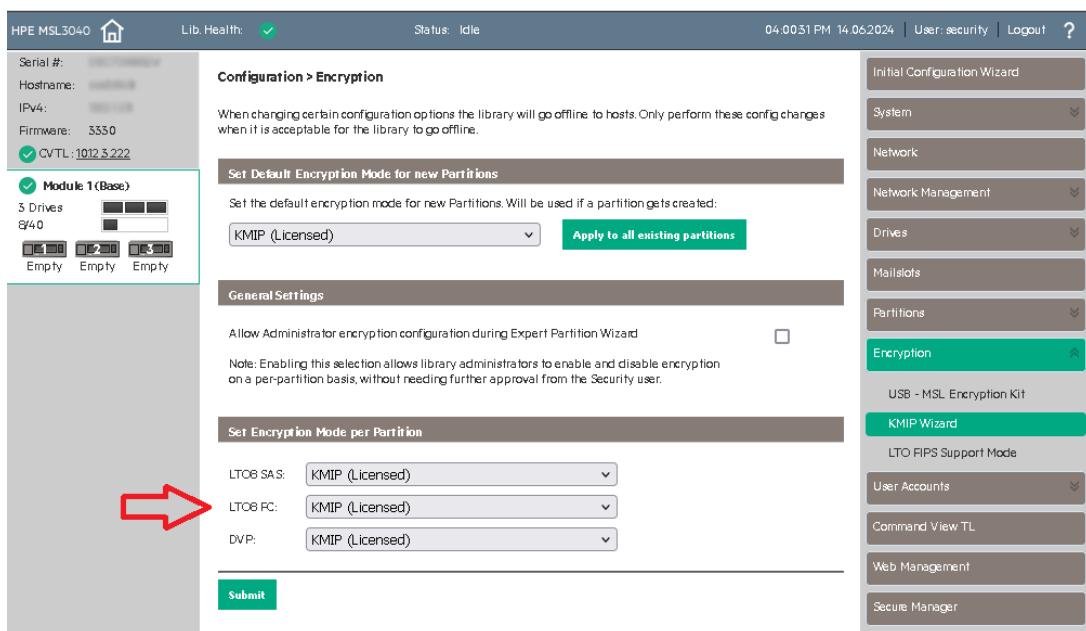 HPE MSL3040 Lib. Health: Status: Idle 04:00:31 PM 14.06.2024 User: security Logout ?
Serial #:
Hostname:
IPv4:
Firmware: 3330
CVTL: 1012 3.222
Module 1 (Base)
3 Drives
8/40
1 2 3
Empty Empty Empty
Configuration > Encryption
When changing certain configuration options the library will go offline to hosts. Only perform these config changes
when it is acceptable for the library to go offline.
Set Default Encryption Mode for new Partitions
Set the default encryption mode for new Partitions. Will be used if a partition gets created:
KMIP (Licensed) Apply to all existing partitions
General Settings
Allow Administrator encryption configuration during Expert Partition Wizard
Note: Enabling this selection allows library administrators to enable and disable encryption
on a per-partition basis, without needing further approval from the Security user.
Set Encryption Mode per Partition
LTO8 SAS: KMIP (Licensed)
LTO8 FC: KMIP (Licensed)
DVP: KMIP (Licensed)
Submit
Initial Configuration Wizard
System
Network
Network Management
Drives
Mailslots
Partitions
Encryption
USB - MSL Encryption Kit
KMIP Wizard
LTO FIPS Support Mode
User Accounts
Command View TL
Web Management
Secure Manager